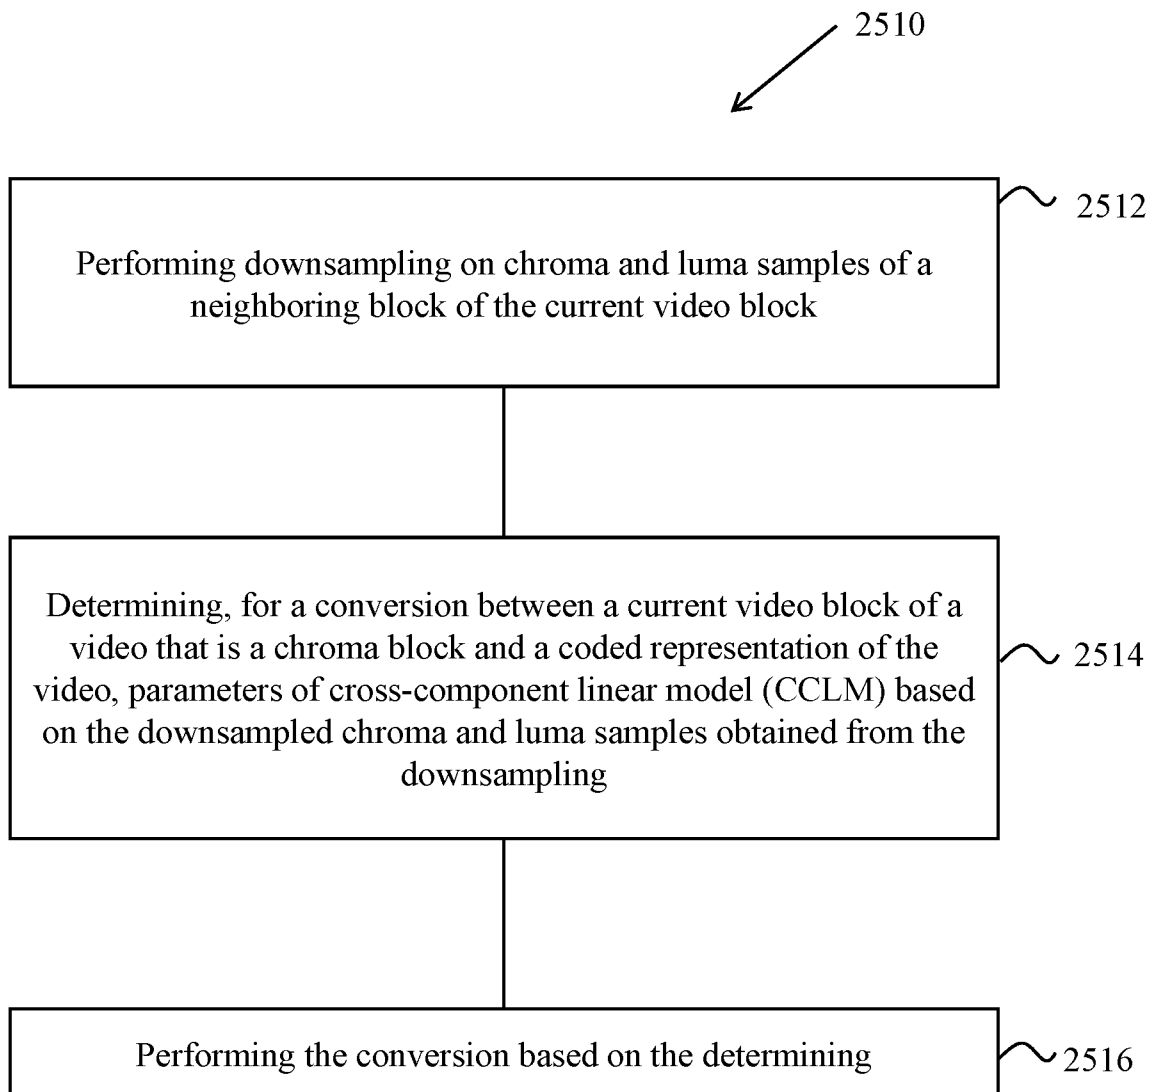 2510
2512
Performing downsampling on chroma and luma samples of a
neighboring block of the current video block
Determining, for a conversion between a current video block of a
video that is a chroma block and a coded representation of the
video, parameters of cross-component linear model (CCLM) based
on the downsampled chroma and luma samples obtained from the
downsampling
2514
Performing the conversion based on the determining
2516